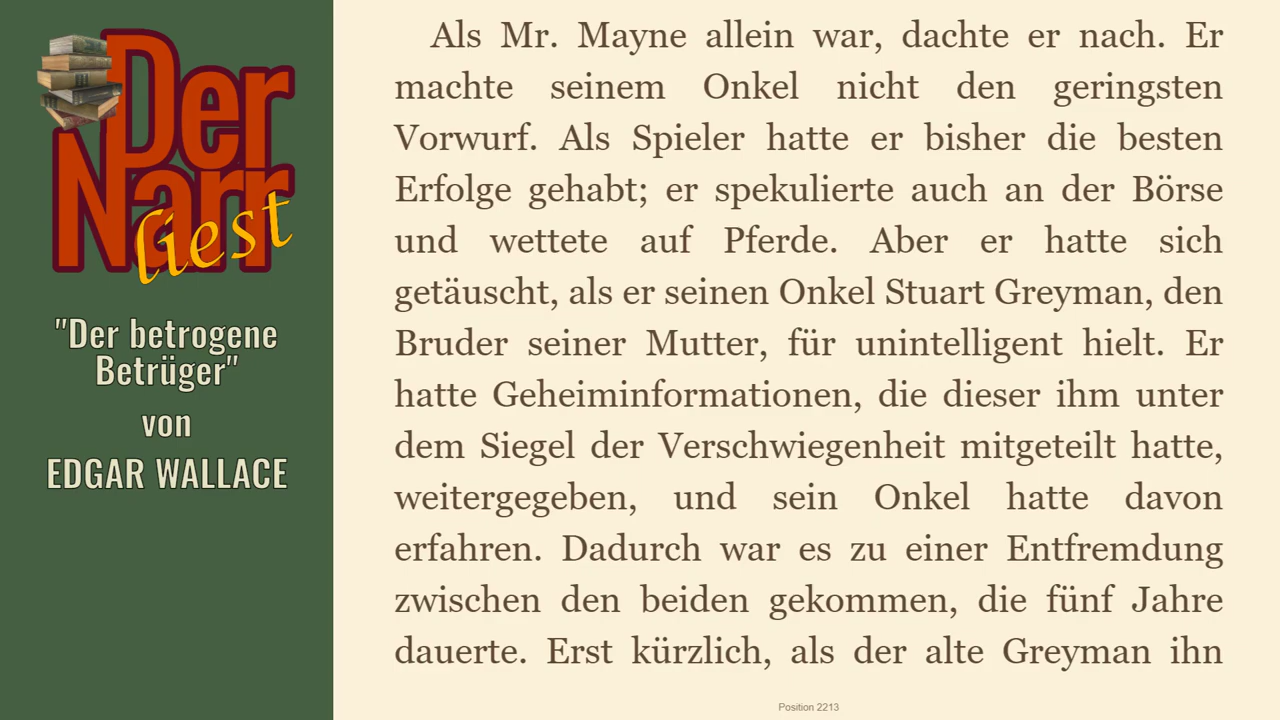 Der
Narr
liest
"Der betrogene
Betrüger"
von
EDGAR WALLACE
Als Mr. Mayne allein war, dachte er nach. Er
machte seinem Onkel nicht den geringsten
Vorwurf. Als Spieler hatte er bisher die besten
Erfolge gehabt; er spekulierte auch an der Börse
und wettete auf Pferde. Aber er hatte sich
getäuscht, als er seinen Onkel Stuart Greyman, den
Bruder seiner Mutter, für unintelligent hielt. Er
hatte Geheiminformationen, die dieser ihm unter
dem Siegel der Verschwiegenheit mitgeteilt hatte,
weitergegeben, und sein Onkel hatte davon
erfahren. Dadurch war es zu einer Entfremdung
zwischen den beiden gekommen, die fünf Jahre
dauerte. Erst kürzlich, als der alte Greyman ihn
Position 2213